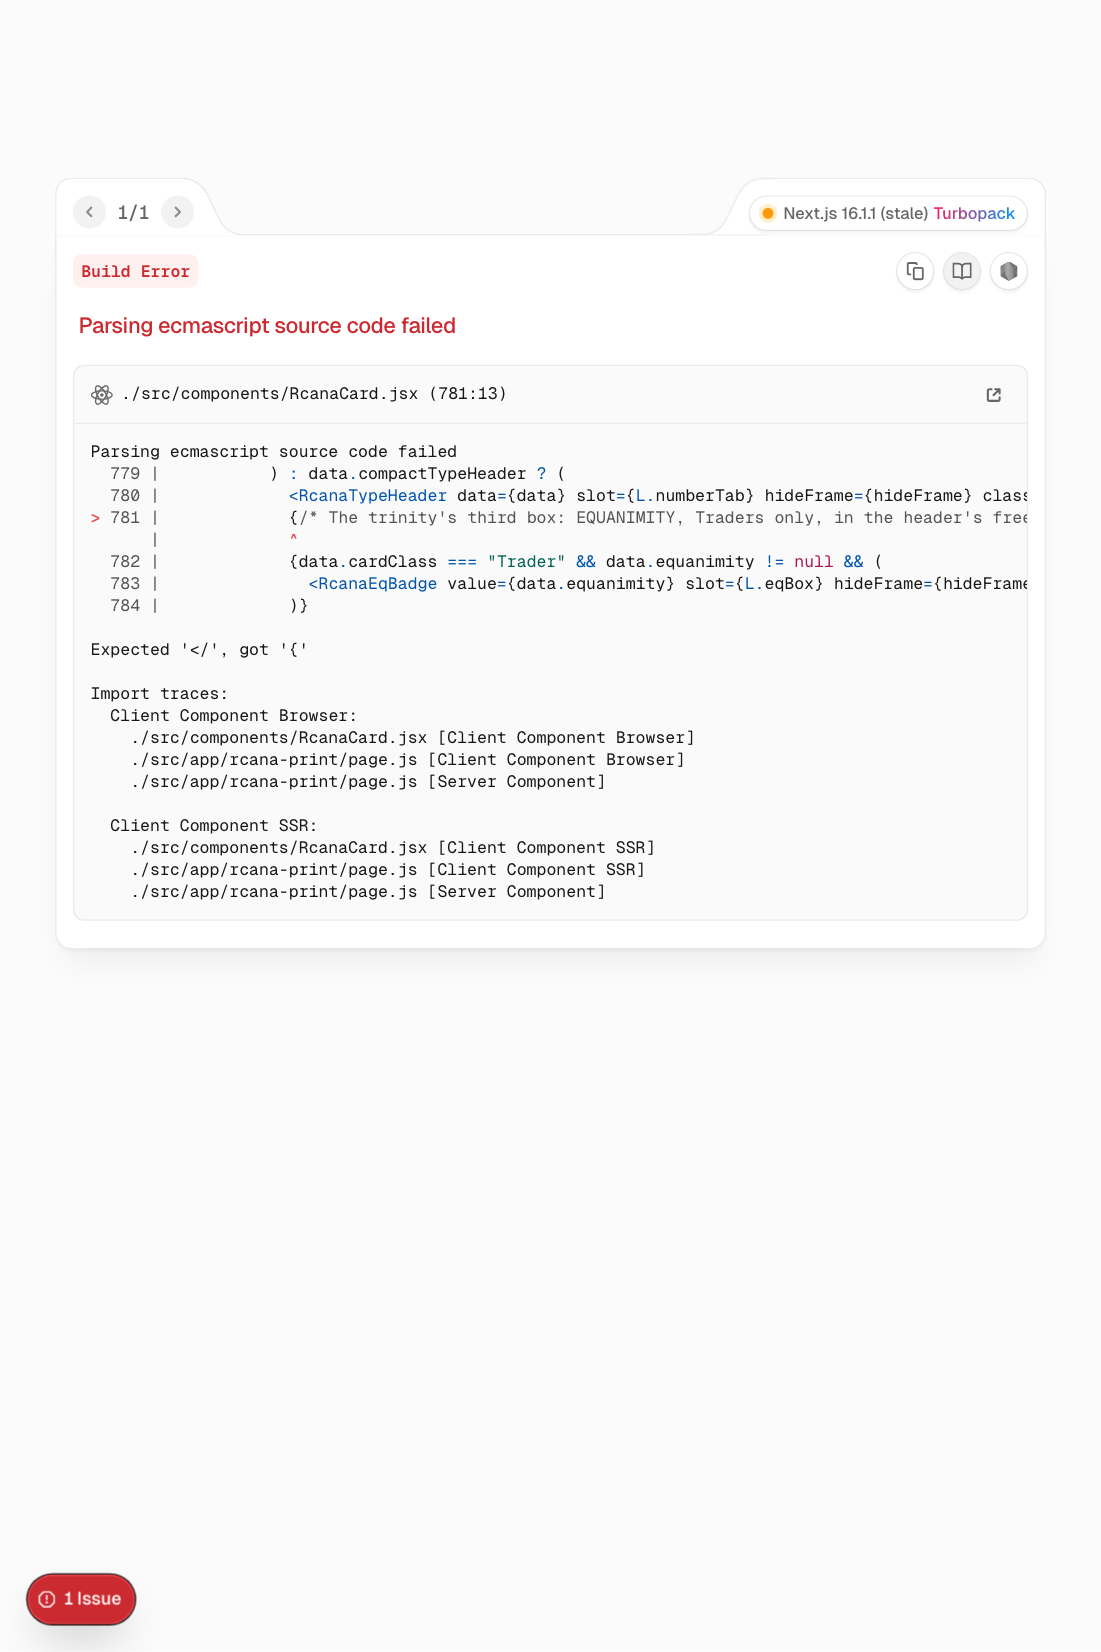 1/1
Next.js 16.1.1 (stale) Turbopack
Build Error
Parsing ecmascript source code failed
./src/components/RcanaCard.jsx (781:13)
Parsing ecmascript source code failed
  779 |           ) : data.compactTypeHeader ? (
  780 |             <RcanaTypeHeader data={data} slot={L.numberTab} hideFrame={hideFrame} class
> 781 |             {/* The trinity's third box: EQUANIMITY, Traders only, in the header's free
      |             ^
  782 |             {data.cardClass === "Trader" && data.equanimity != null && (
  783 |               <RcanaEqBadge value={data.equanimity} slot={L.eqBox} hideFrame={hideFrame
  784 |             )}
Expected '</', got '{'
Import traces:
  Client Component Browser:
    ./src/components/RcanaCard.jsx [Client Component Browser]
    ./src/app/rcana-print/page.js [Client Component Browser]
    ./src/app/rcana-print/page.js [Server Component]
  Client Component SSR:
    ./src/components/RcanaCard.jsx [Client Component SSR]
    ./src/app/rcana-print/page.js [Client Component SSR]
    ./src/app/rcana-print/page.js [Server Component]
1 Issue